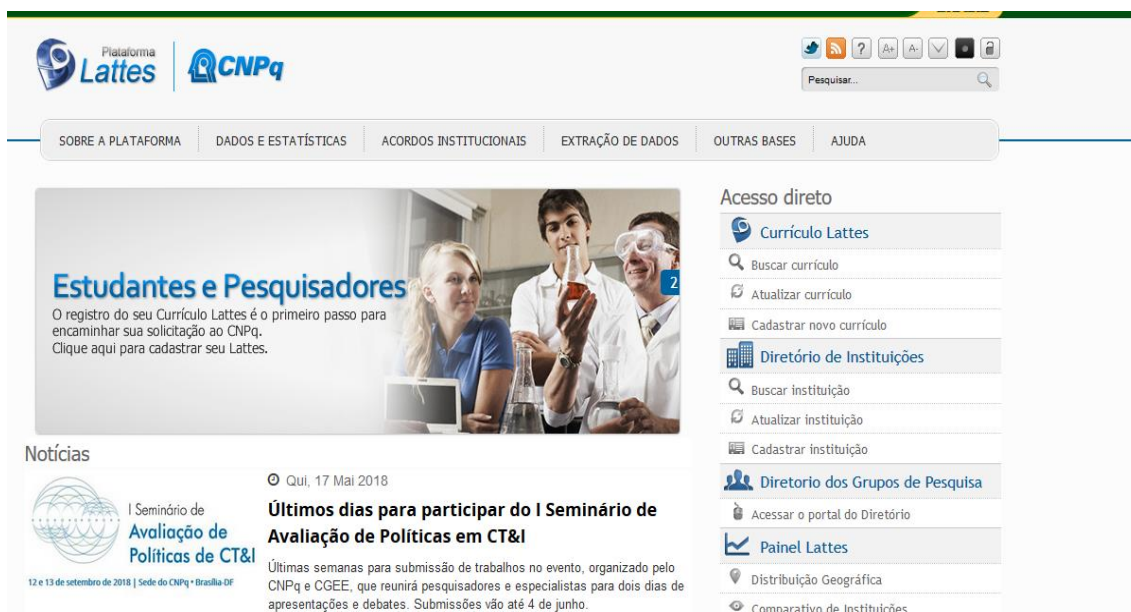 Plataforma
Lattes
CNPq
? A+ A-
Pesquisar...
SOBRE A PLATAFORMA DADOS E ESTATÍSTICAS ACORDOS INSTITUCIONAIS EXTRAÇÃO DE DADOS OUTRAS BASES AJUDA
Estudantes e Pesquisadores
O registro do seu Currículo Lattes é o primeiro passo para
encaminhar sua solicitação ao CNPq.
Clique aqui para cadastrar seu Lattes.
2
Acesso direto
Currículo Lattes
Buscar currículo
Atualizar currículo
Cadastrar novo currículo
Diretório de Instituições
Buscar instituição
Atualizar instituição
Cadastrar instituição
Diretorio dos Grupos de Pesquisa
Acessar o portal do Diretório
Painel Lattes
Distribuição Geográfica
Comparativo de Instituições
Notícias
I Seminário de
Avaliação de
Políticas de CT&I
12 e 13 de setembro de 2018 | Sede do CNPq • Brasília-DF
Qui, 17 Mai 2018
Últimos dias para participar do I Seminário de
Avaliação de Políticas em CT&I
Últimas semanas para submissão de trabalhos no evento, organizado pelo
CNPq e CGEE, que reunirá pesquisadores e especialistas para dois dias de
apresentações e debates. Submissões vão até 4 de junho.